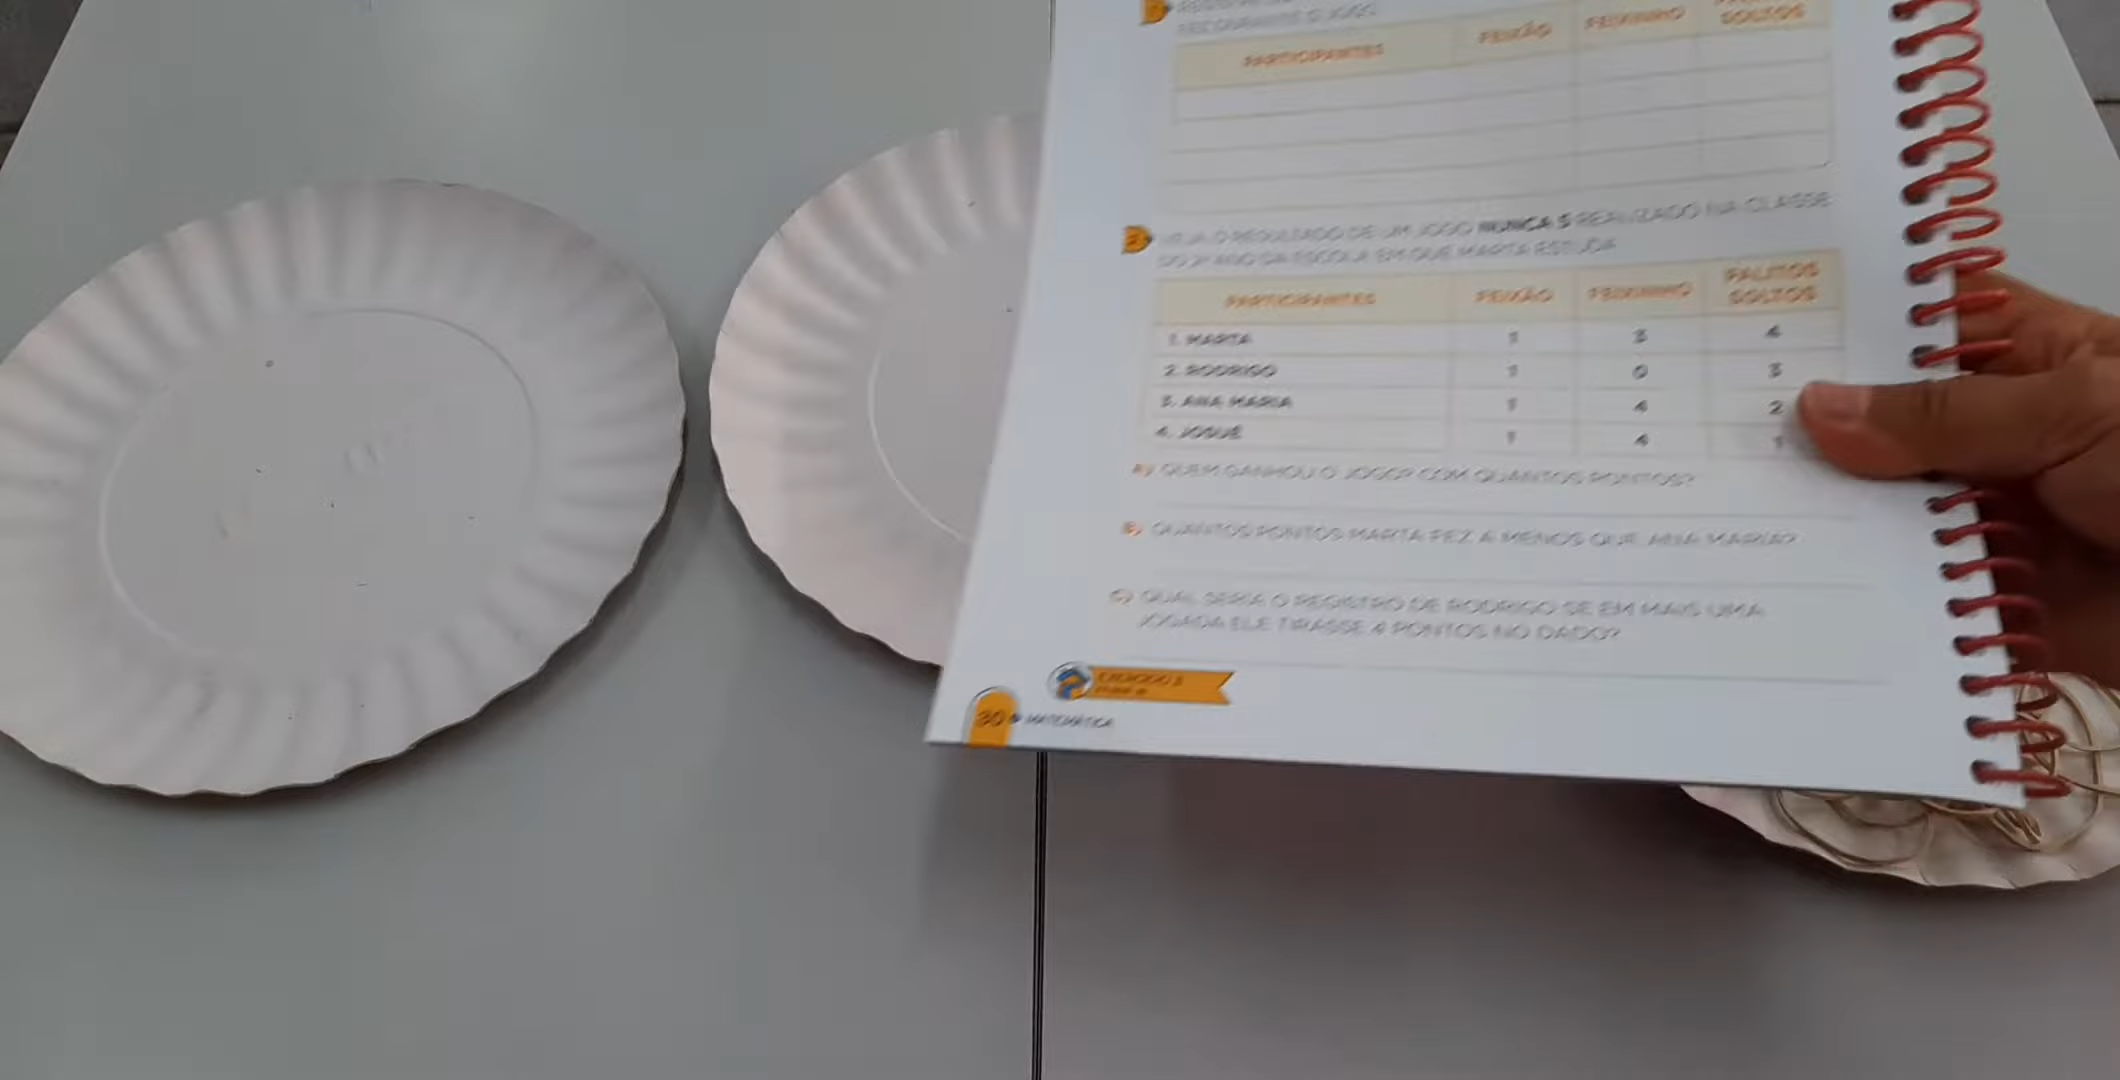 PARTICIPANTES FEIXÃO FEIXINHO SOLTOS
2 VEJA O RESULTADO DE UM JOGO NUNCA 5 REALIZADO NA CLASSE
DO 2º ANO DA ESCOLA EM QUE MARTA ESTUDA
PARTICIPANTES FEIXÃO FEIXINHO PALITOS SOLTOS
1. MARTA 1 3 4
2. RODRIGO 1 0 3
3. ANA MARIA 1 4 2
4. JOSUÉ 1 4 1
A) QUEM GANHOU O JOGO? COM QUANTOS PONTOS?
B) QUANTOS PONTOS MARTA FEZ A MENOS QUE ANA MARIA?
C) QUAL SERIA O REGISTRO DE RODRIGO SE EM MAIS UMA
JOGADA ELE TIRASSE 4 PONTOS NO DADO?
30 MATEMÁTICA